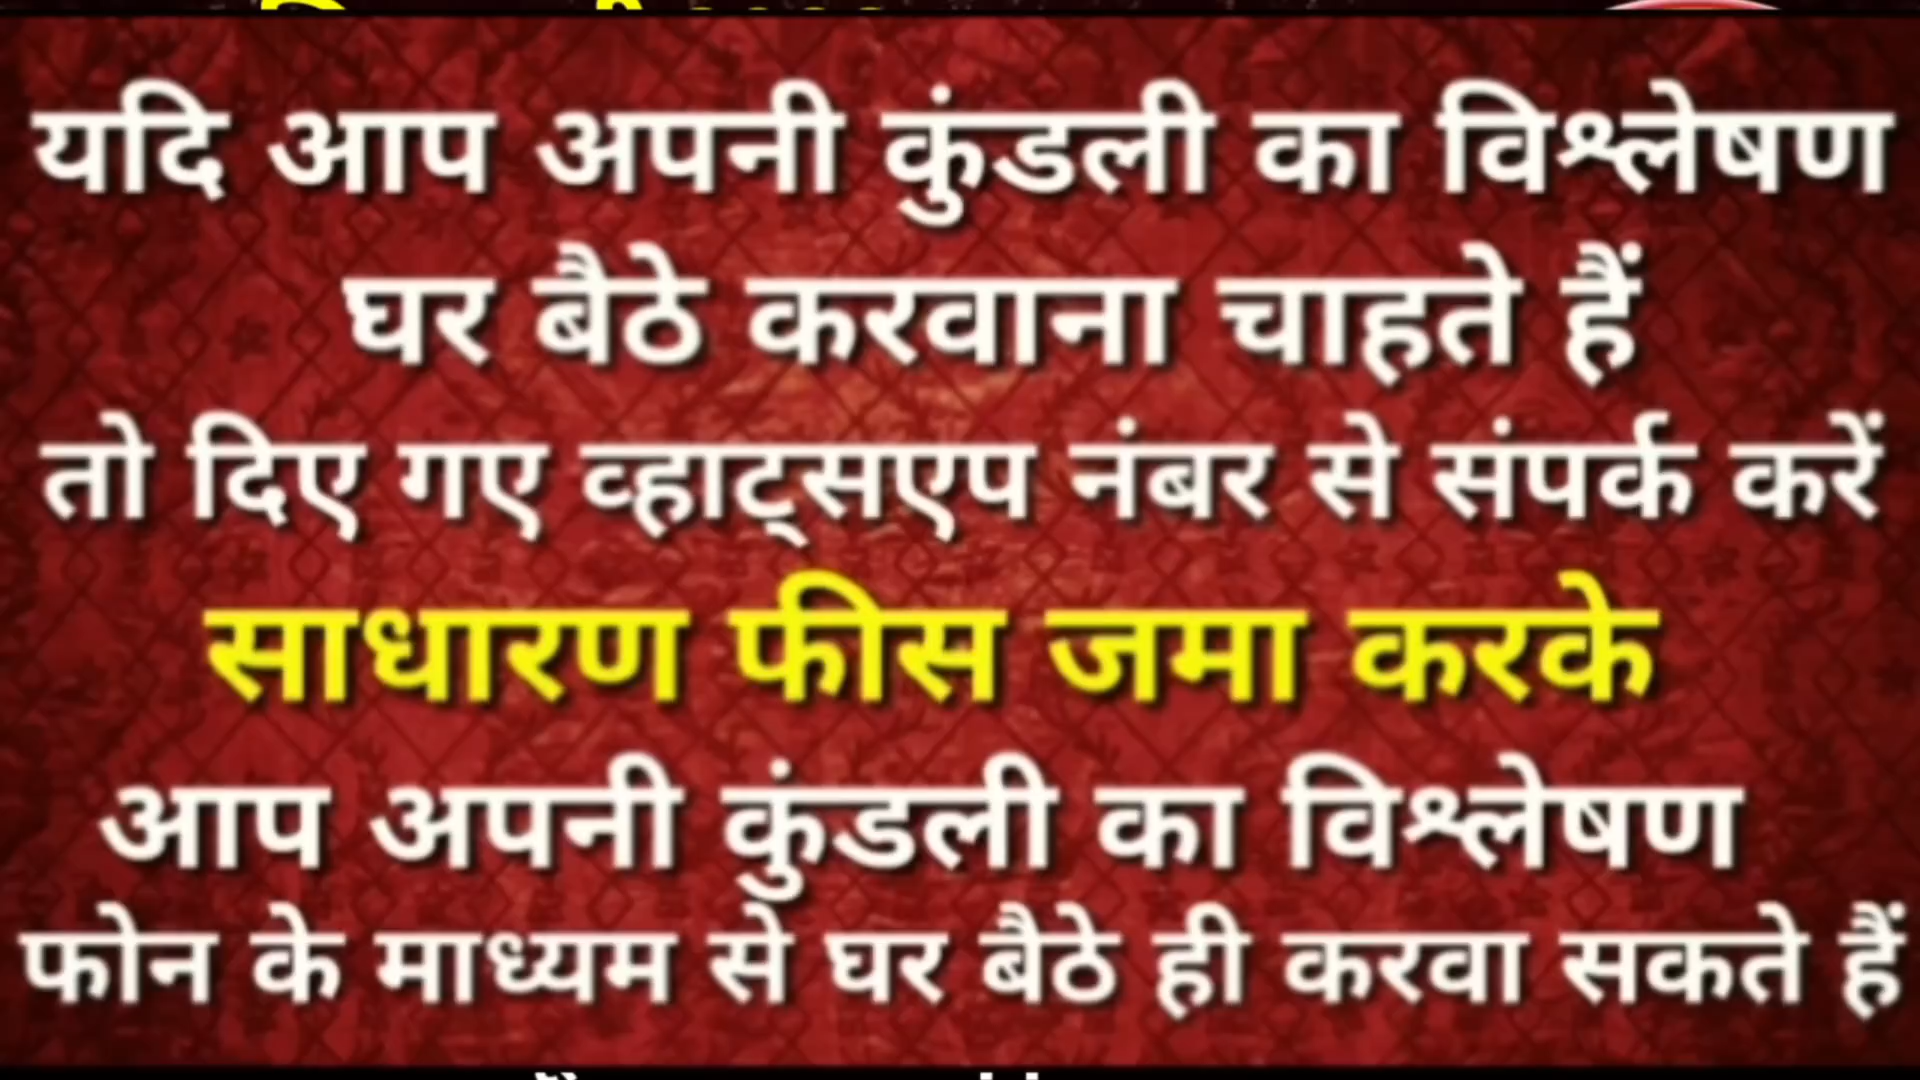 यदि आप अपनी कुंडली का विश्लेषण
घर बैठे करवाना चाहते हैं
तो दिए गए व्हाट्सएप नंबर से संपर्क करें
साधारण फीस जमा करके
आप अपनी कुंडली का विश्लेषण
फोन के माध्यम से घर बैठे ही करवा सकते हैं